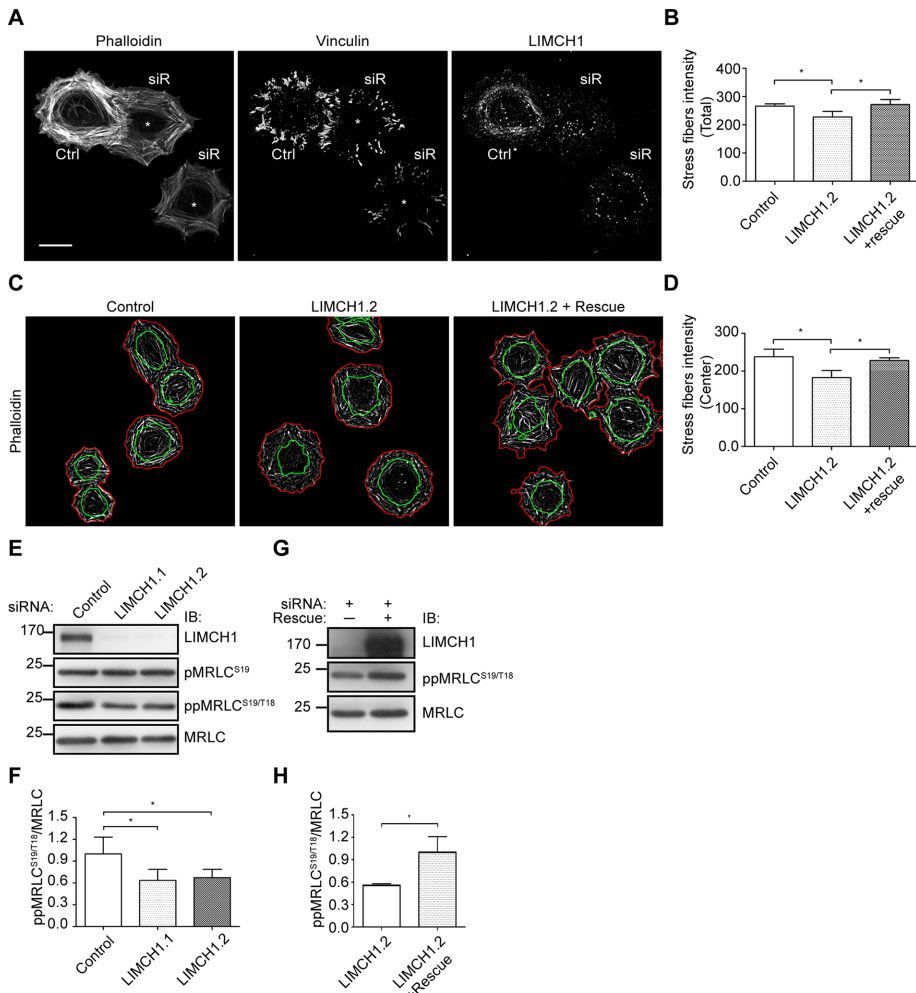 A
Phalloidin
Vinculin
LIMCH1
siR
siR
siR
*
*
Ctrl
Ctrl
Ctrl *
siR
siR
siR
*
*
B
Stress fibers intensity
(Total)
400
300
200
100
0.0
*
*
Control
LIMCH1.2
LIMCH1.2
+rescue
C
Control
LIMCH1.2
LIMCH1.2 + Rescue
Phalloidin
D
Stress fibers intensity
(Center)
300
200
100
0.0
*
*
Control
LIMCH1.2
LIMCH1.2
+rescue
E
siRNA:
Control
LIMCH1.1
LIMCH1.2
IB:
170
LIMCH1
25
pMRLC^S19
25
ppMRLC^S19/T18
25
MRLC
G
siRNA: + +
Rescue: — + IB:
170
LIMCH1
25
ppMRLC^S19/T18
25
MRLC
F
ppMRLC^S19/T18/MRLC
1.5
1.2
0.9
0.6
0.3
0.0
*
*
Control
LIMCH1.1
LIMCH1.2
H
ppMRLC^S19/T18/MRLC
1.5
1.2
0.9
0.6
0.3
0.0
*
LIMCH1.2
LIMCH1.2
+Rescue